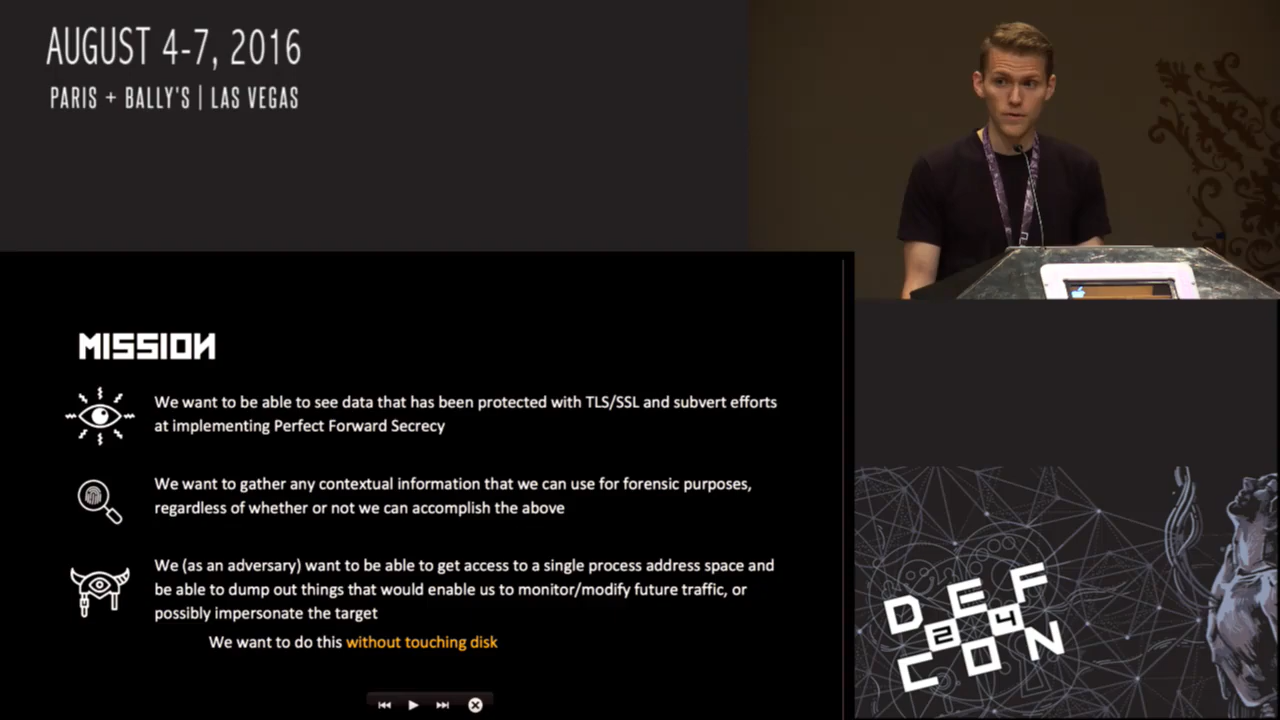 AUGUST 4-7, 2016
PARIS + BALLY'S | LAS VEGAS
MISSION
We want to be able to see data that has been protected with TLS/SSL and subvert efforts
at implementing Perfect Forward Secrecy
We want to gather any contextual information that we can use for forensic purposes,
regardless of whether or not we can accomplish the above
We (as an adversary) want to be able to get access to a single process address space and
be able to dump out things that would enable us to monitor/modify future traffic, or
possibly impersonate the target
We want to do this without touching disk
DEF
24
CON